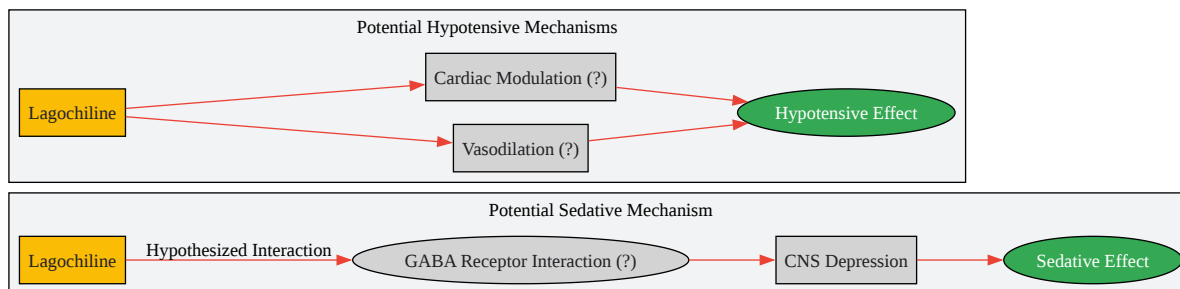 Potential Hypotensive Mechanisms
Cardiac Modulation (?)
Lagochiline
Hypotensive Effect
Vasodilation (?)
Potential Sedative Mechanism
Lagochiline
Hypothesized Interaction
GABA Receptor Interaction (?)
CNS Depression
Sedative Effect